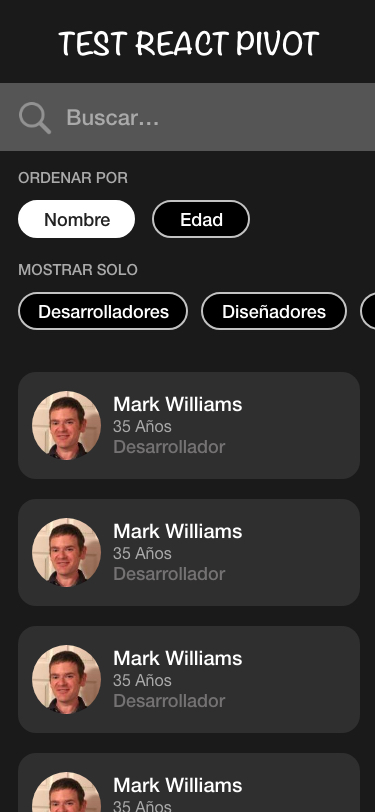 TEST REACT PIVOT
Buscar...
ORDENAR POR
Nombre Edad
MOSTRAR SOLO
Desarrolladores Diseñadores
Mark Williams
35 Años
Desarrollador
Mark Williams
35 Años
Desarrollador
Mark Williams
35 Años
Desarrollador
Mark Williams
35 Años